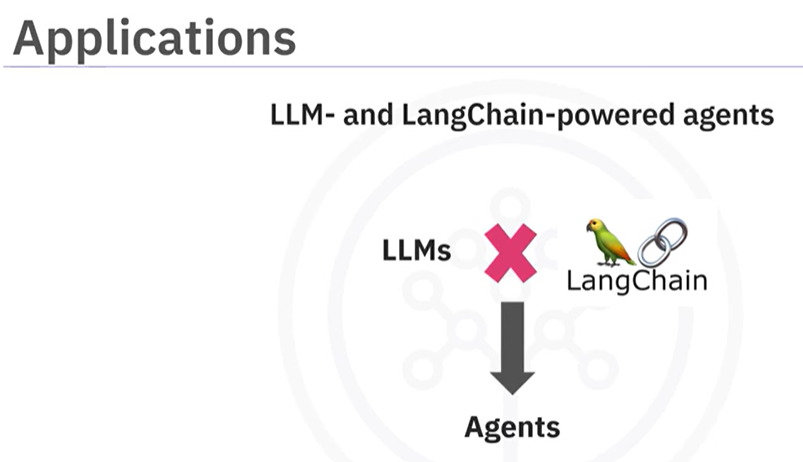 Applications
LLM- and LangChain-powered agents
LLMs
LangChain
Agents